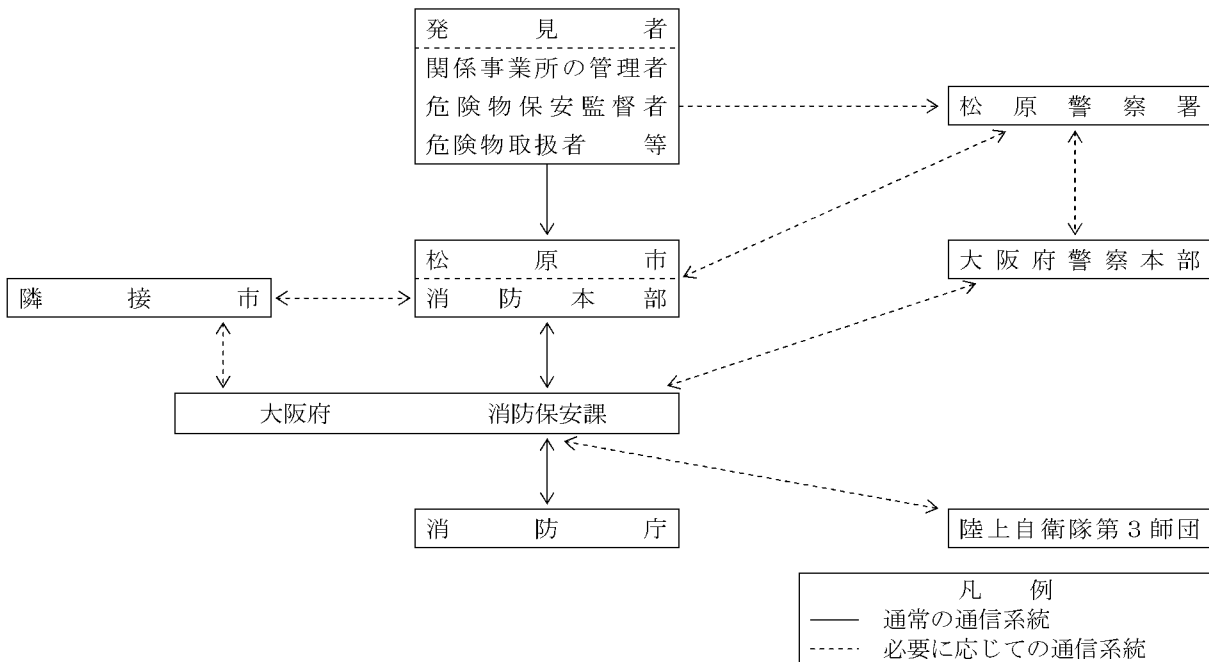 発見者
関係事業所の管理者
危険物保安監督者
危険物取扱者等
松原警察署
松原市
消防本部
大阪府警察本部
隣接市
大阪府 消防保安課
消防庁
陸上自衛隊第3師団
凡例
通常の通信系統
必要に応じての通信系統